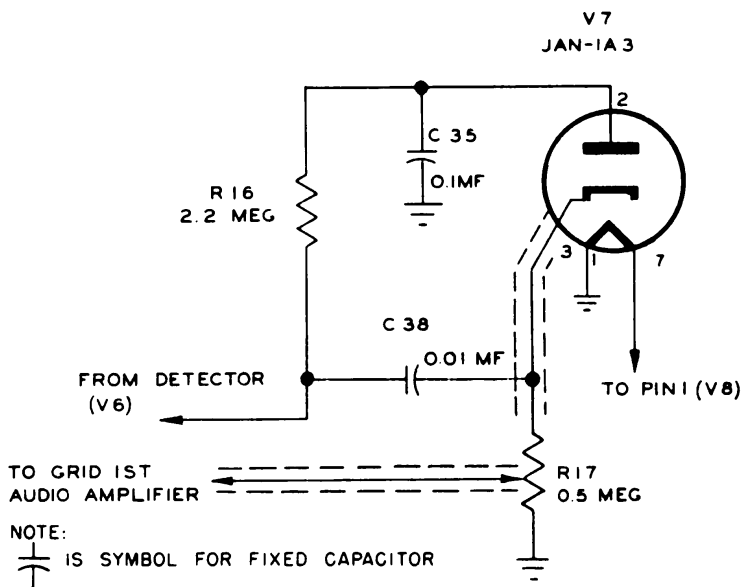 V7
JAN-1A3
2
C 35
0.1MF
R16
2.2 MEG
3
1
7
C 38
0.01 MF
FROM DETECTOR
(V6)
TO PIN 1 (V8)
TO GRID 1ST
AUDIO AMPLIFIER
R17
0.5 MEG
NOTE:
IS SYMBOL FOR FIXED CAPACITOR